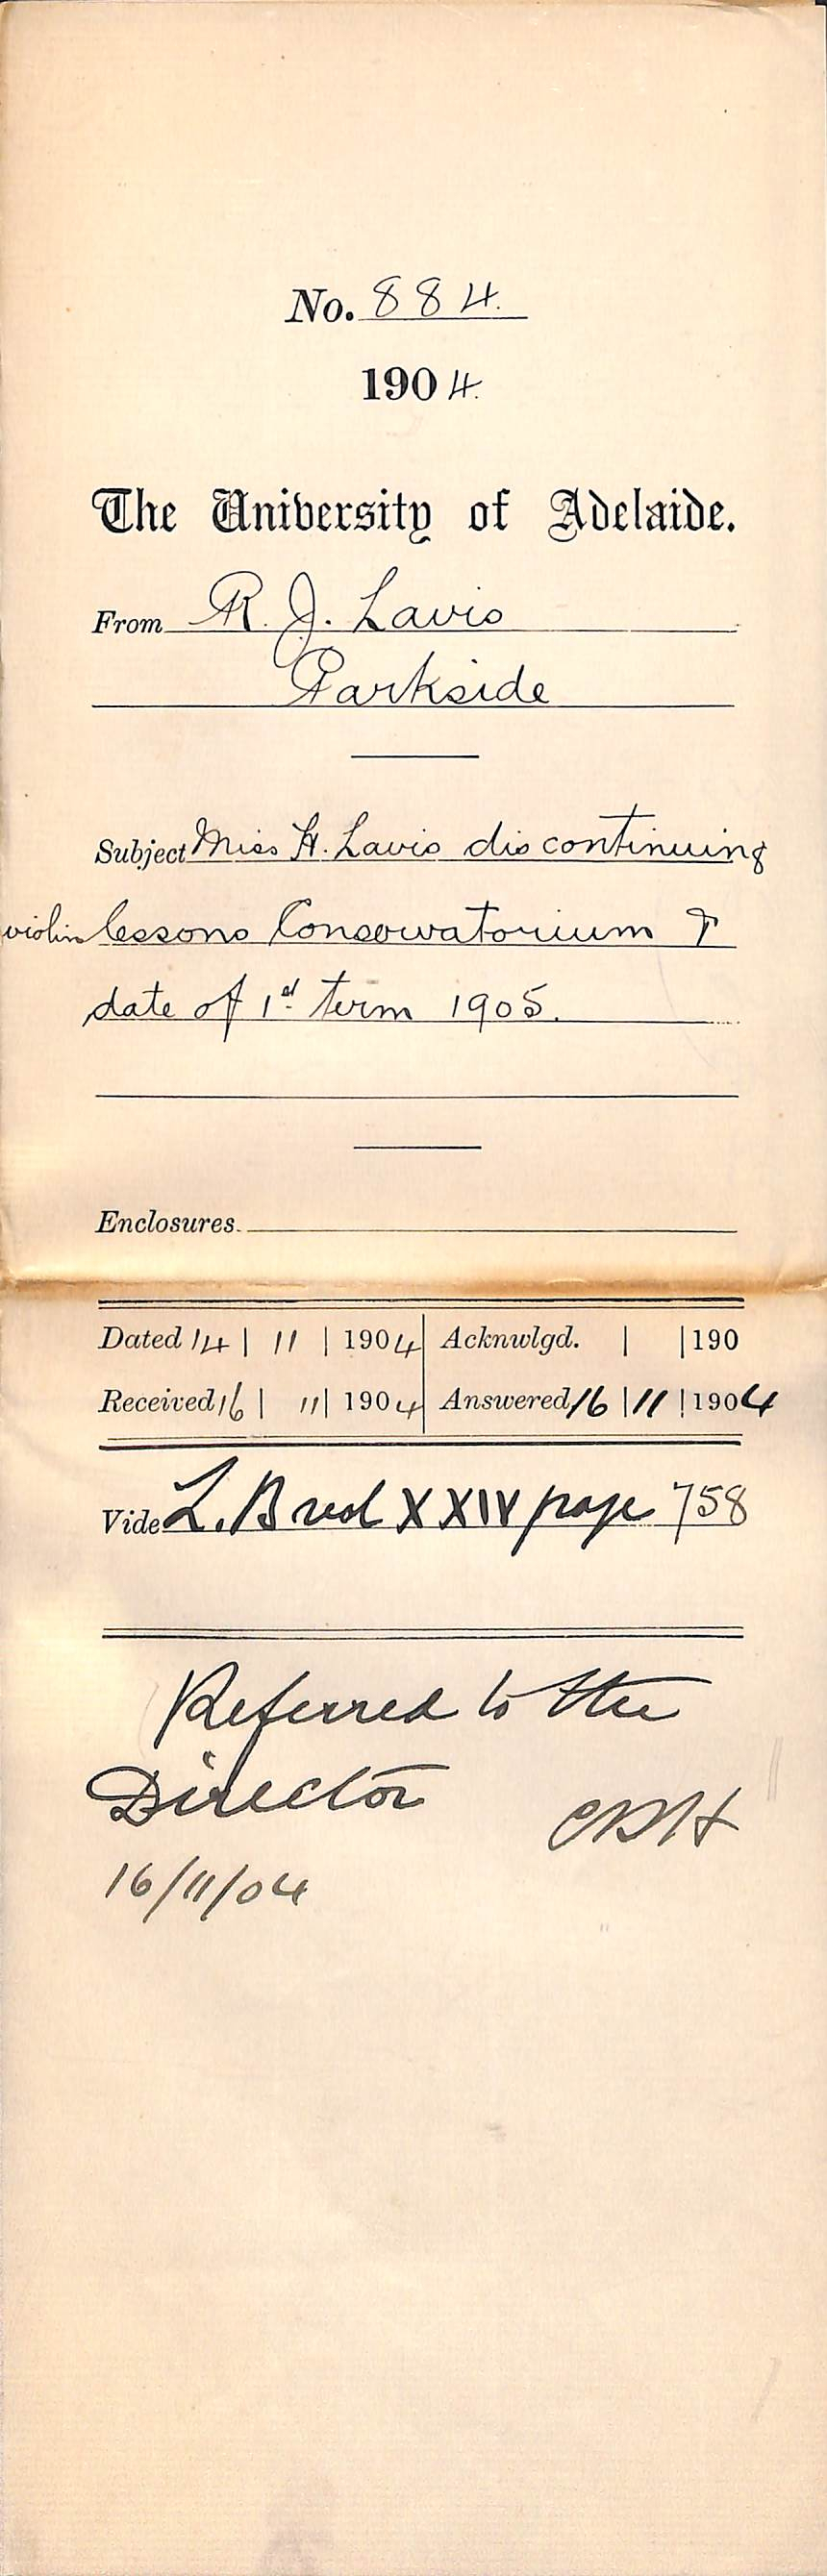 No. 884.
1904.
The University of Adelaide.
From R. J. Lavis
Parkside
Subject Miss H. Lavis discontinuing
violin lessons Conservatorium &
date of 1st term 1905.
Enclosures.
Dated 14 | 11 | 1904 Acknwlgd. | | 190
Received 16 | 11 | 1904 Answered 16 | 11 | 1904
Vide L. B vol XXIV page 758
Referred to the
Director
CRH
16/11/04